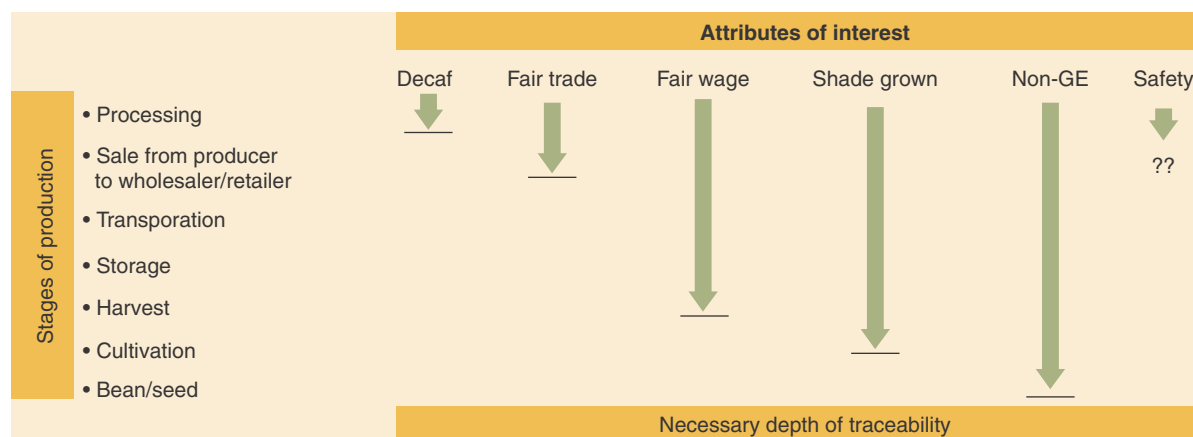 Attributes of interest
Decaf Fair trade Fair wage Shade grown Non-GE Safety
Stages of production
• Processing
• Sale from producer
to wholesaler/retailer
• Transporation
• Storage
• Harvest
• Cultivation
• Bean/seed
??
Necessary depth of traceability